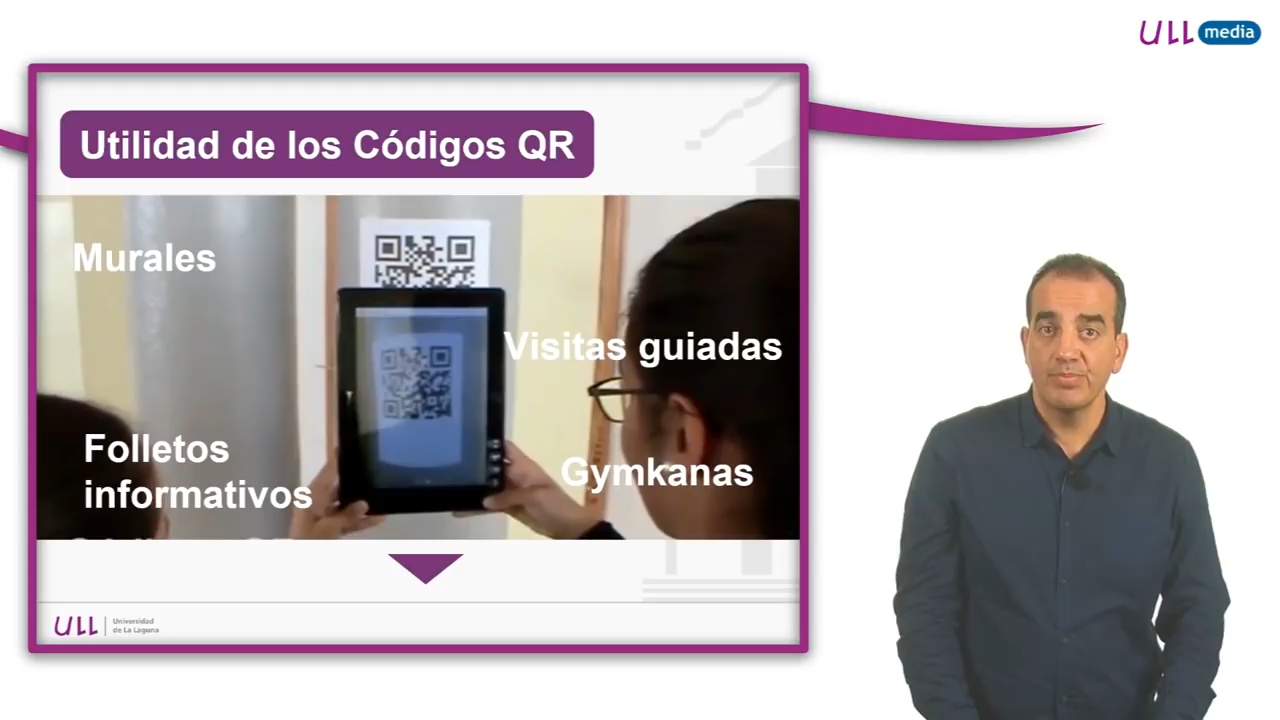 ULL media
Utilidad de los Códigos QR
Murales
Visitas guiadas
Folletos
informativos
Gymkanas
ULL
Universidad
de La Laguna